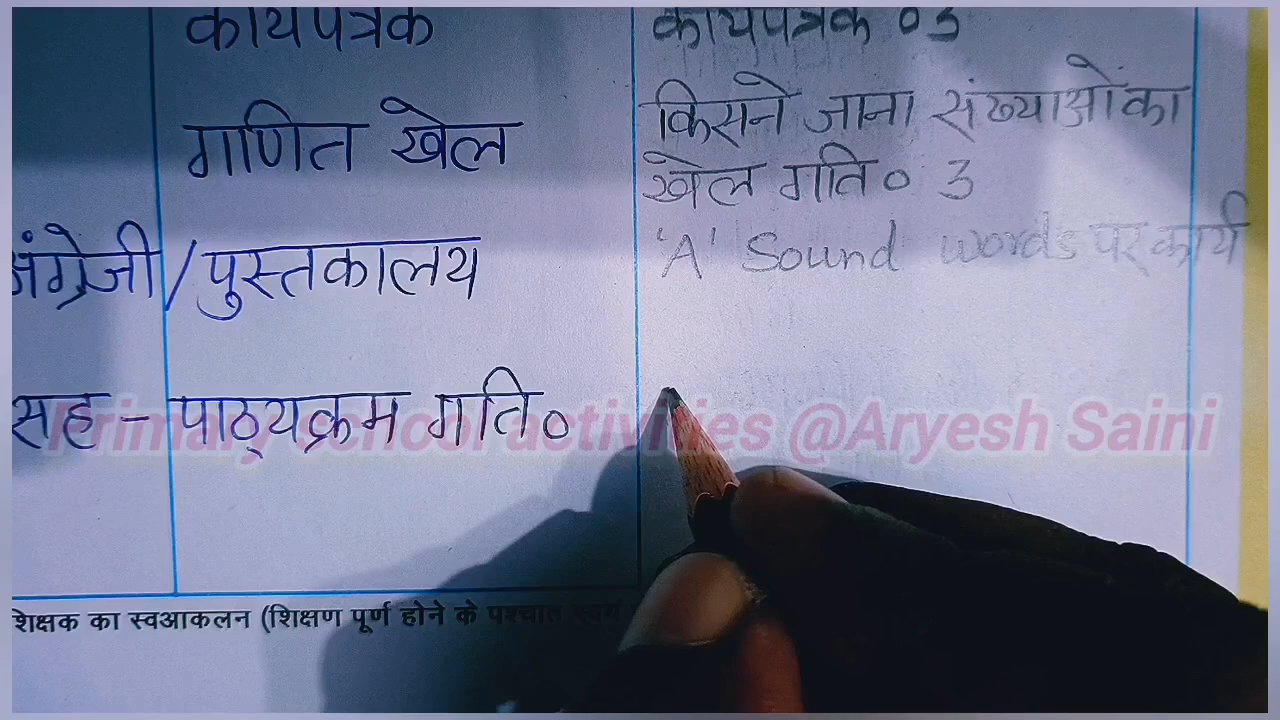 कार्यपत्रक
कार्यपत्रक 03
गणित खेल
किसने जाना संख्याओं का
खेल गति० 3
अंग्रेजी / पुस्तकालय
'A' Sound words पर कार्य
सह - पाठ्यक्रम गति०
Primary school activities @Aryesh Saini
शिक्षक का स्वआकलन (शिक्षण पूर्ण होने के पश्चात स्वयं